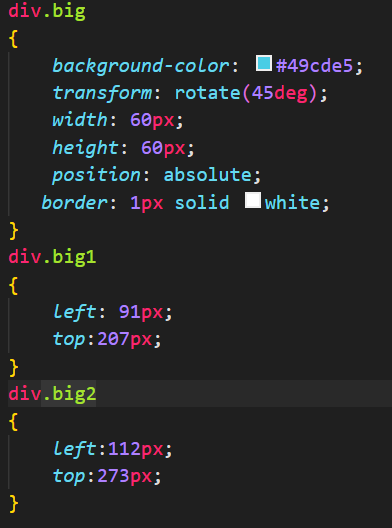 div.big
{
background-color: #49cde5;
transform: rotate(45deg);
width: 60px;
height: 60px;
position: absolute;
border: 1px solid white;
}
div.big1
{
left: 91px;
top:207px;
}
div.big2
{
left:112px;
top:273px;
}